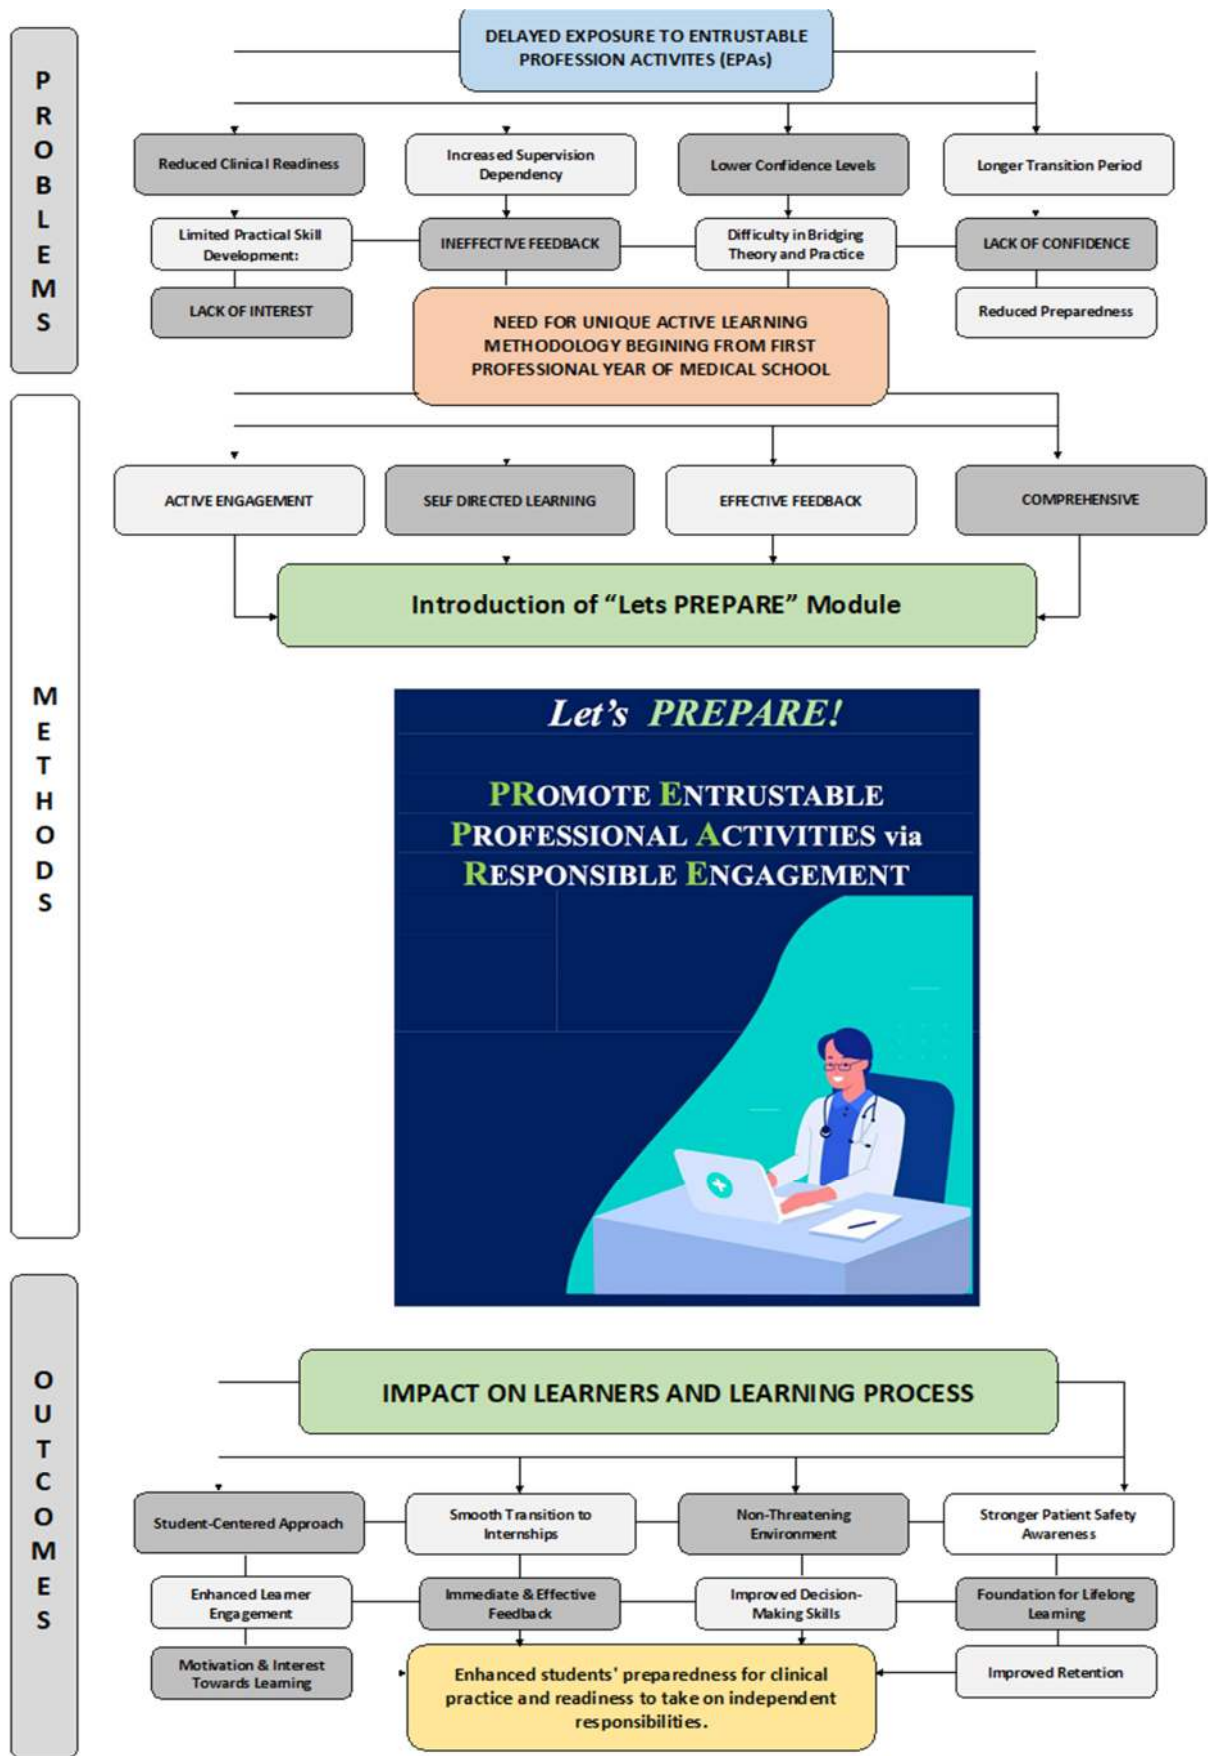 PROBLEMS
DELAYED EXPOSURE TO ENTRUSTABLE
PROFESSION ACTIVITES (EPAs)
Reduced Clinical Readiness
Increased Supervision
Dependency
Lower Confidence Levels
Longer Transition Period
Limited Practical Skill
Development:
INEFFECTIVE FEEDBACK
Difficulty in Bridging
Theory and Practice
LACK OF CONFIDENCE
LACK OF INTEREST
Reduced Preparedness
NEED FOR UNIQUE ACTIVE LEARNING
METHODOLOGY BEGINING FROM FIRST
PROFESSIONAL YEAR OF MEDICAL SCHOOL
METHODS
ACTIVE ENGAGEMENT
SELF DIRECTED LEARNING
EFFECTIVE FEEDBACK
COMPREHENSIVE
Introduction of “Lets PREPARE” Module
Let’s PREPARE!
PROMOTE ENTRUSTABLE
PROFESSIONAL ACTIVITIES via
RESPONSIBLE ENGAGEMENT
OUTCOMES
IMPACT ON LEARNERS AND LEARNING PROCESS
Student-Centered Approach
Smooth Transition to
Internships
Non-Threatening
Environment
Stronger Patient Safety
Awareness
Enhanced Learner
Engagement
Immediate & Effective
Feedback
Improved Decision-
Making Skills
Foundation for Lifelong
Learning
Motivation & Interest
Towards Learning
Enhanced students' preparedness for clinical
practice and readiness to take on independent
responsibilities.
Improved Retention